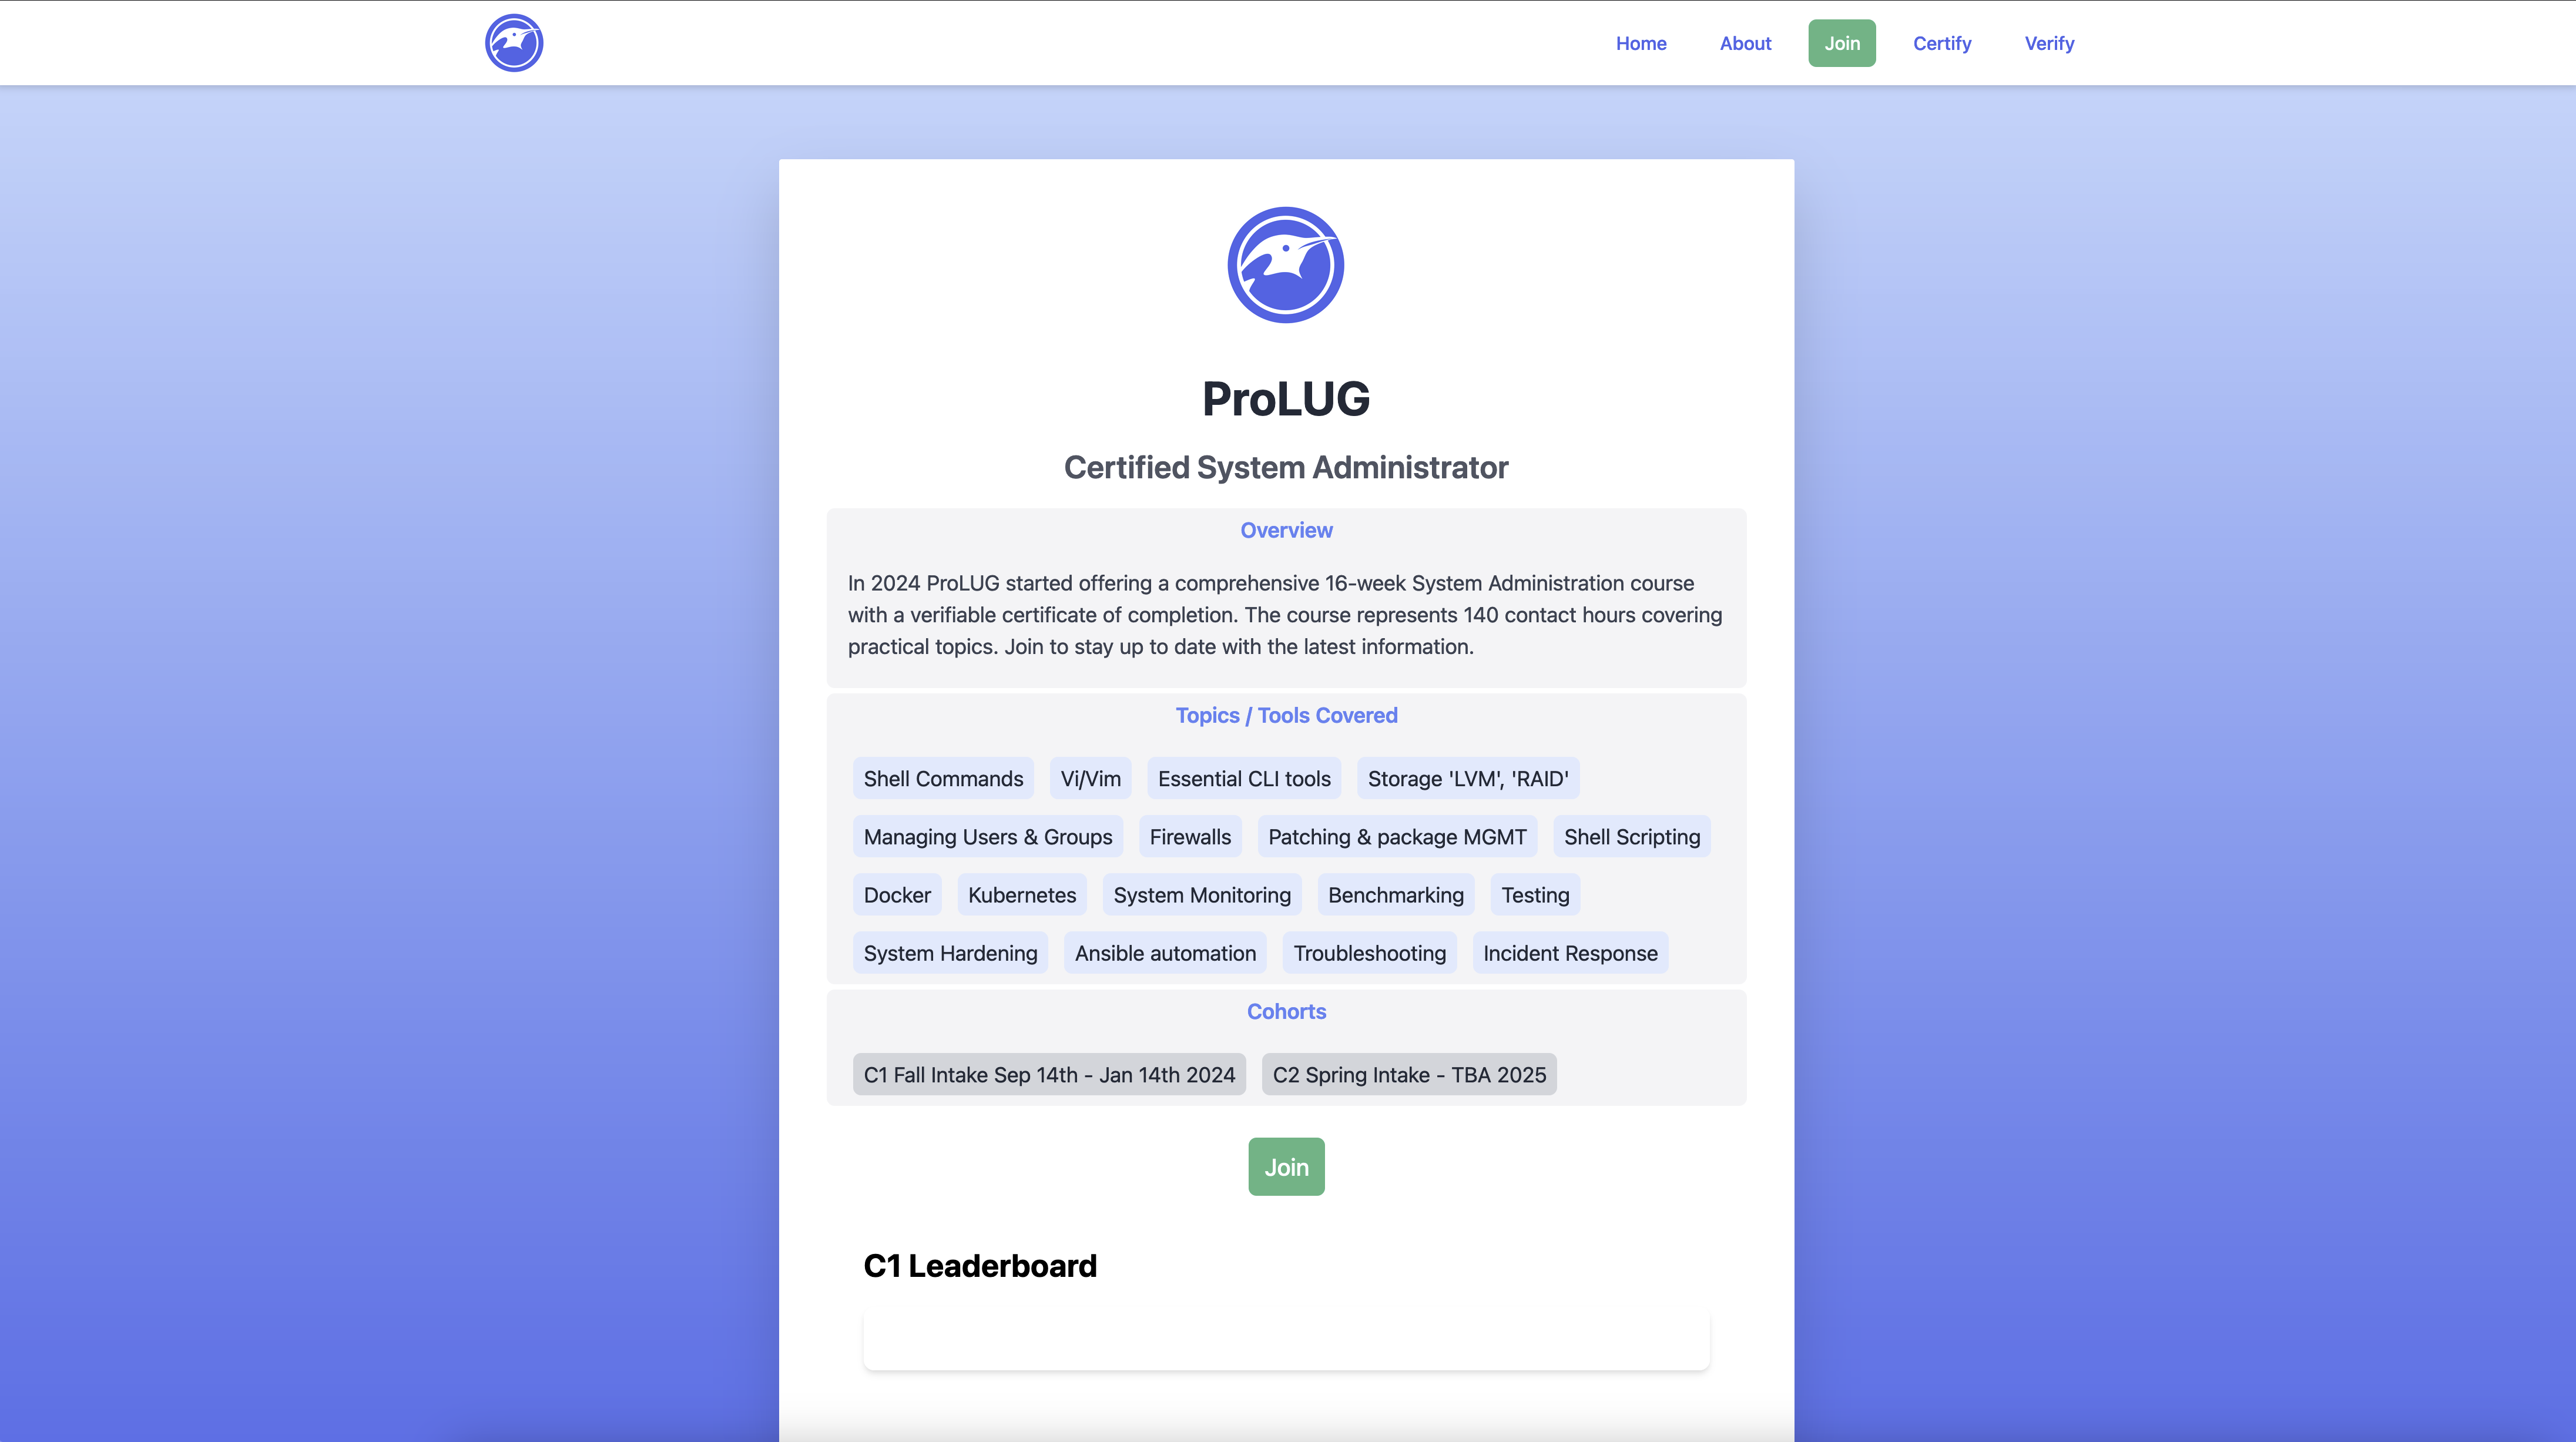 Home About Join Certify Verify
ProLUG
Certified System Administrator
Overview
In 2024 ProLUG started offering a comprehensive 16-week System Administration course
with a verifiable certificate of completion. The course represents 140 contact hours covering
practical topics. Join to stay up to date with the latest information.
Topics / Tools Covered
Shell Commands Vi/Vim Essential CLI tools Storage 'LVM', 'RAID'
Managing Users & Groups Firewalls Patching & package MGMT Shell Scripting
Docker Kubernetes System Monitoring Benchmarking Testing
System Hardening Ansible automation Troubleshooting Incident Response
Cohorts
C1 Fall Intake Sep 14th - Jan 14th 2024 C2 Spring Intake - TBA 2025
Join
C1 Leaderboard